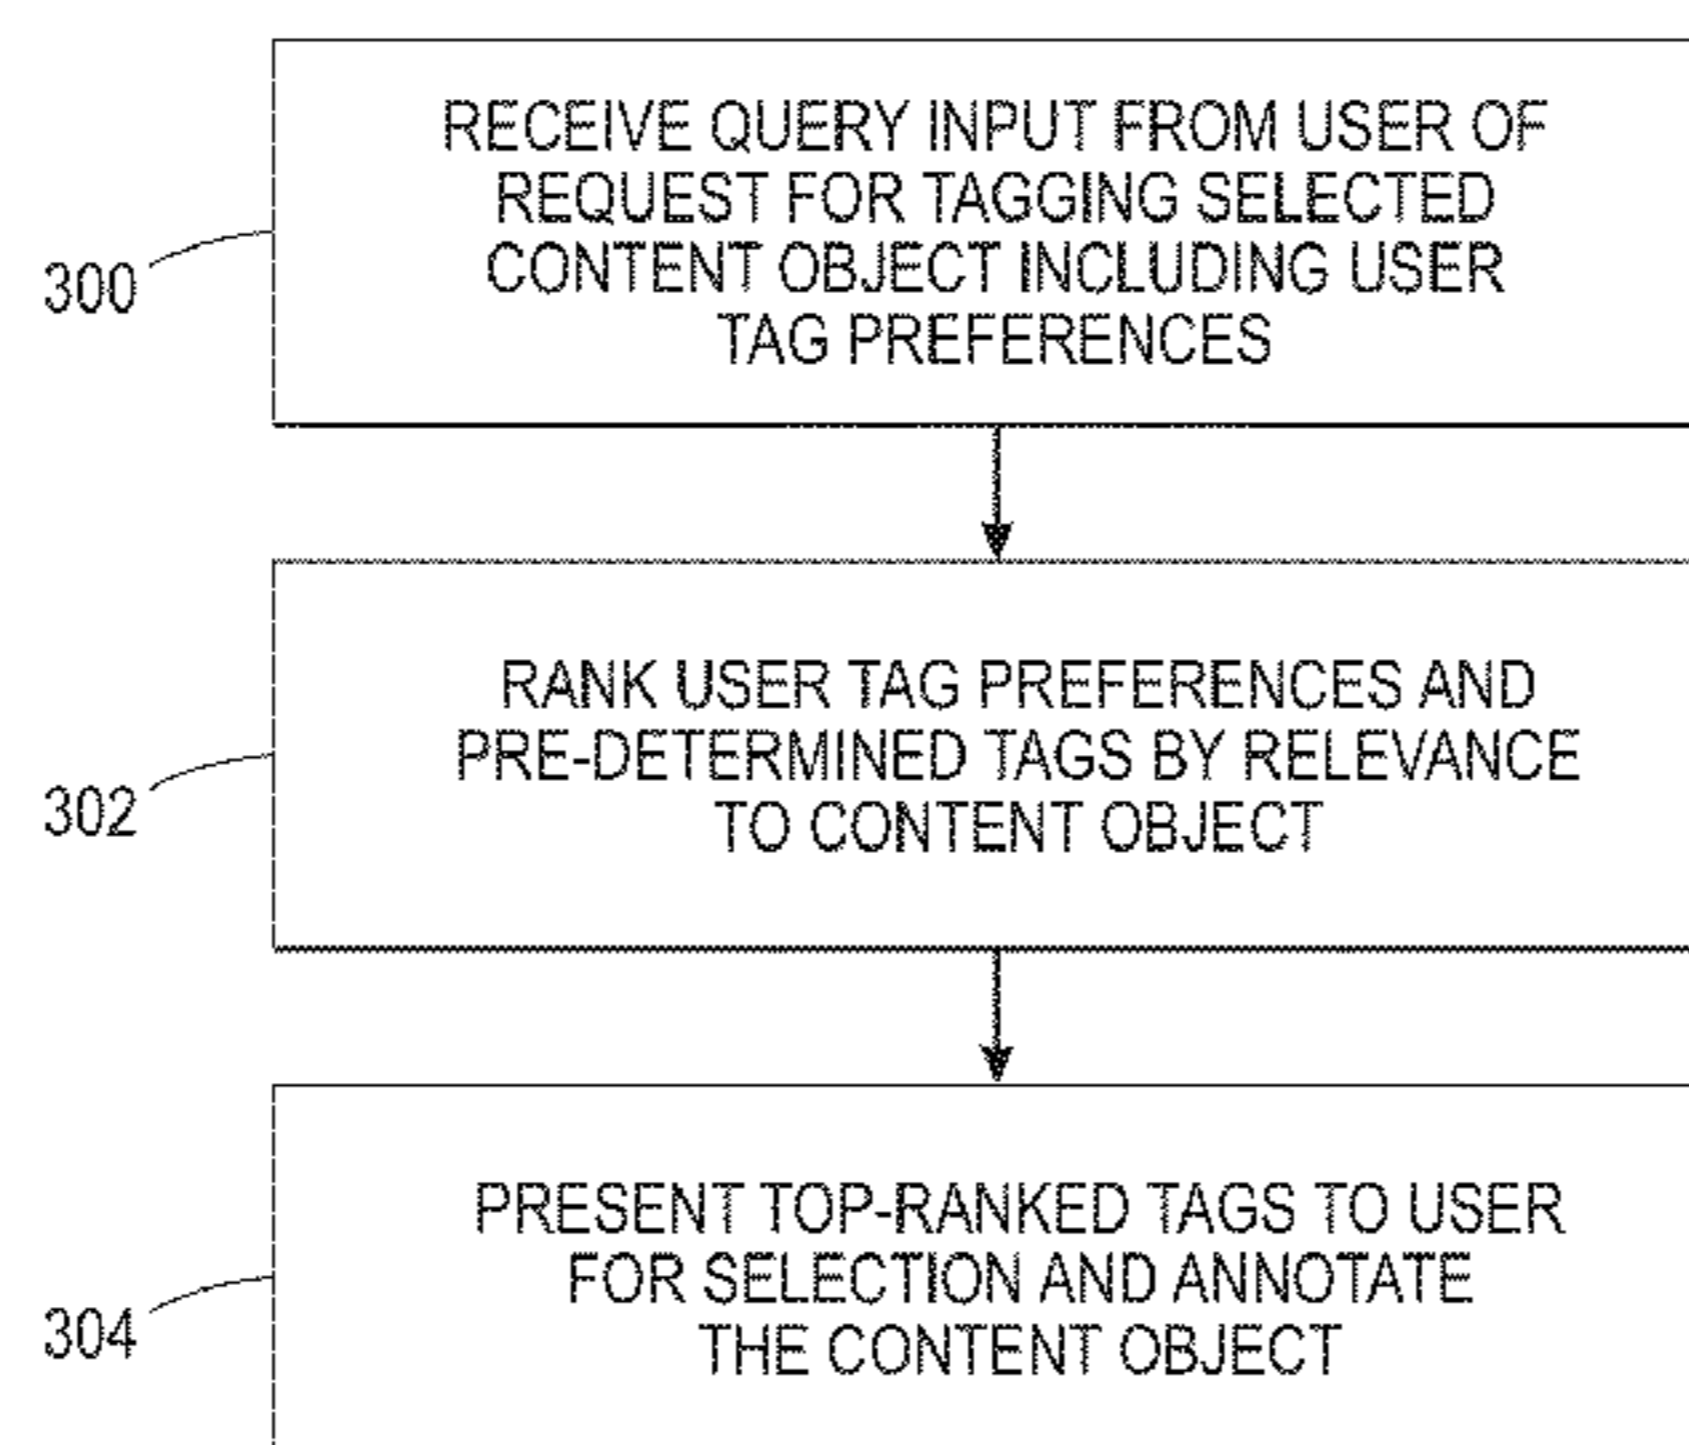 RECEIVE QUERY INPUT FROM USER OF
REQUEST FOR TAGGING SELECTED
CONTENT OBJECT INCLUDING USER
TAG PREFERENCES
300
RANK USER TAG PREFERENCES AND
PRE-DETERMINED TAGS BY RELEVANCE
TO CONTENT OBJECT
302
PRESENT TOP-RANKED TAGS TO USER
FOR SELECTION AND ANNOTATE
THE CONTENT OBJECT
304